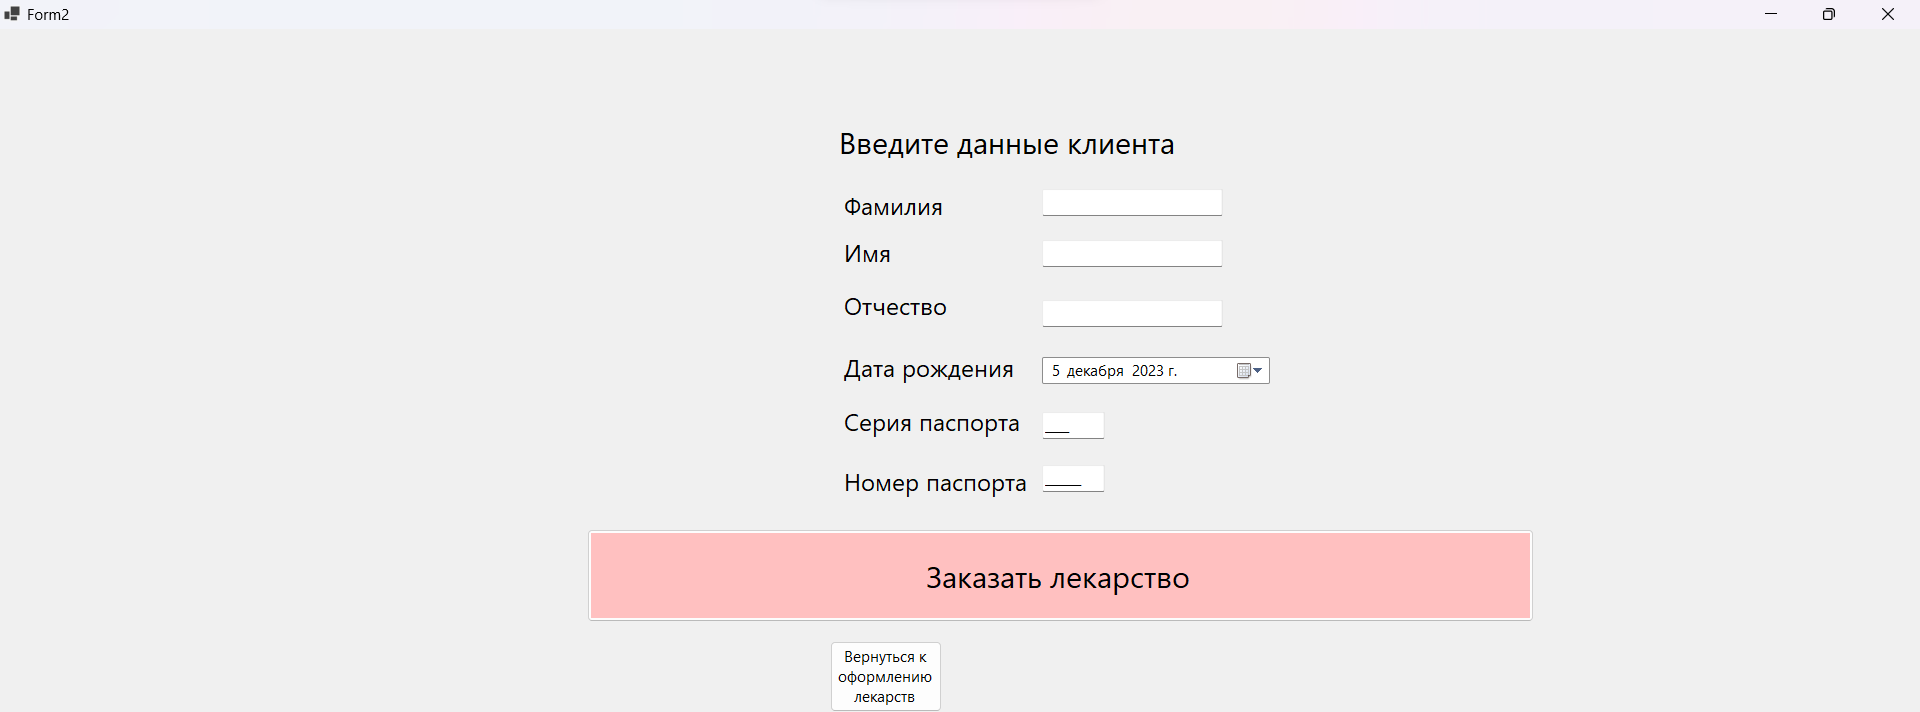 Form2
Введите данные клиента
Фамилия
Имя
Отчество
Дата рождения
5 декабря 2023 г.
Серия паспорта
Номер паспорта
Заказать лекарство
Вернуться к
оформлению
лекарств